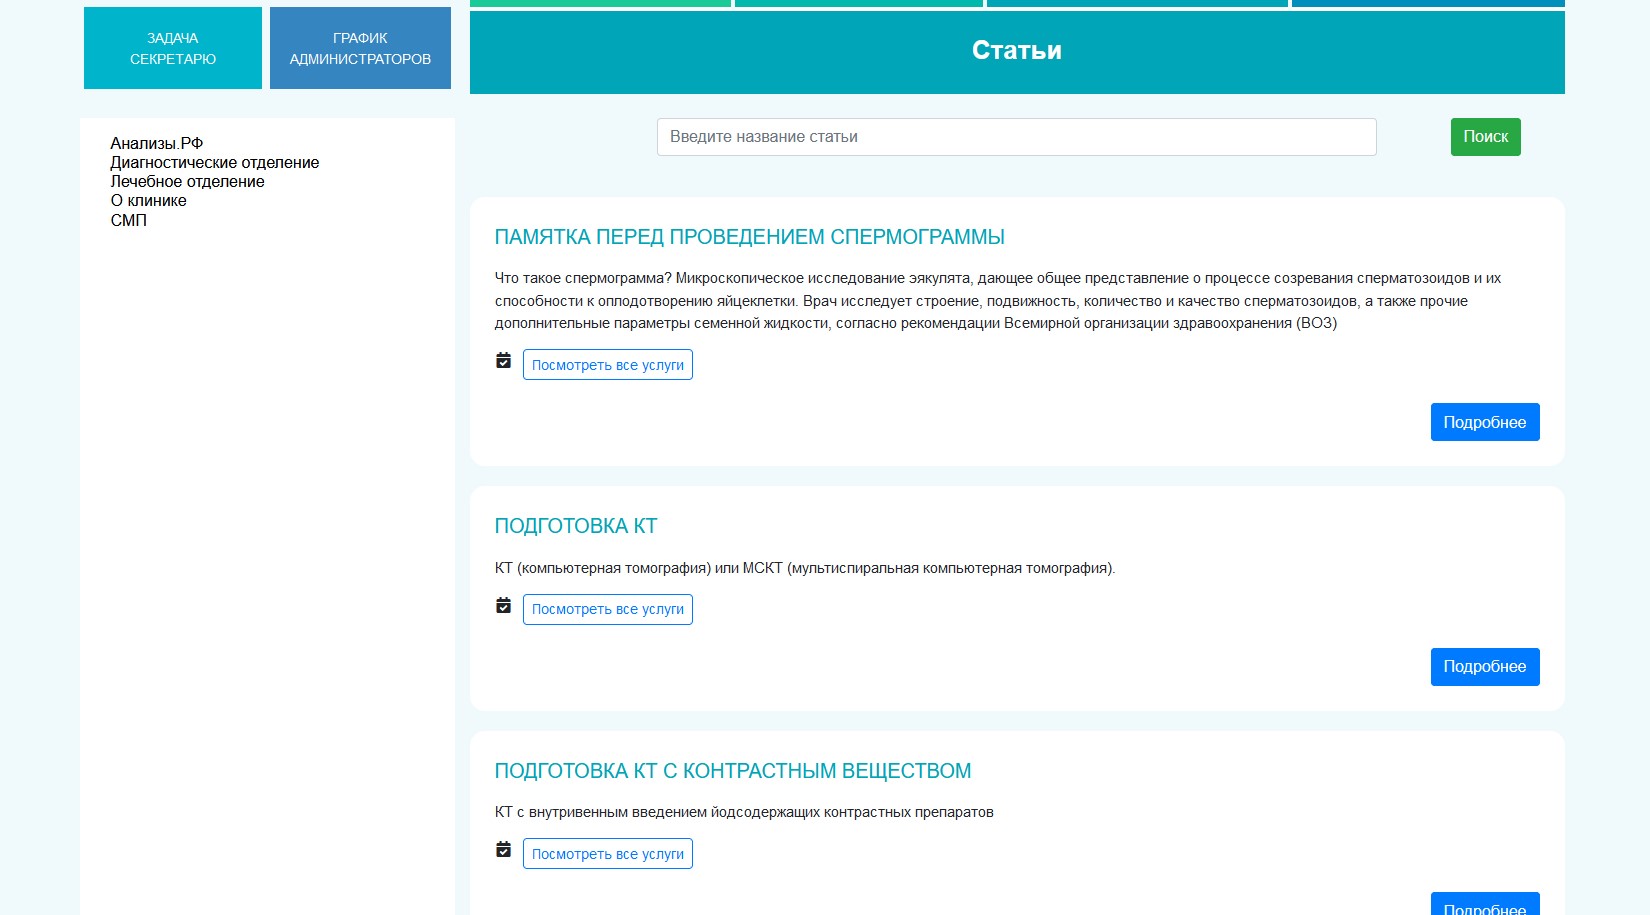 ЗАДАЧА
СЕКРЕТАРЮ
ГРАФИК
АДМИНИСТРАТОРОВ
Статьи
Анализы.РФ
Диагностические отделение
Лечебное отделение
О клинике
СМП
Введите название статьи
Поиск
ПАМЯТКА ПЕРЕД ПРОВЕДЕНИЕМ СПЕРМОГРАММЫ
Что такое спермограмма? Микроскопическое исследование эякулята, дающее общее представление о процессе созревания сперматозоидов и их
способности к оплодотворению яйцеклетки. Врач исследует строение, подвижность, количество и качество сперматозоидов, а также прочие
дополнительные параметры семенной жидкости, согласно рекомендации Всемирной организации здравоохранения (ВОЗ)
Посмотреть все услуги
Подробнее
ПОДГОТОВКА КТ
КТ (компьютерная томография) или МСКТ (мультиспиральная компьютерная томография).
Посмотреть все услуги
Подробнее
ПОДГОТОВКА КТ С КОНТРАСТНЫМ ВЕЩЕСТВОМ
КТ с внутривенным введением йодсодержащих контрастных препаратов
Посмотреть все услуги
Подробнее